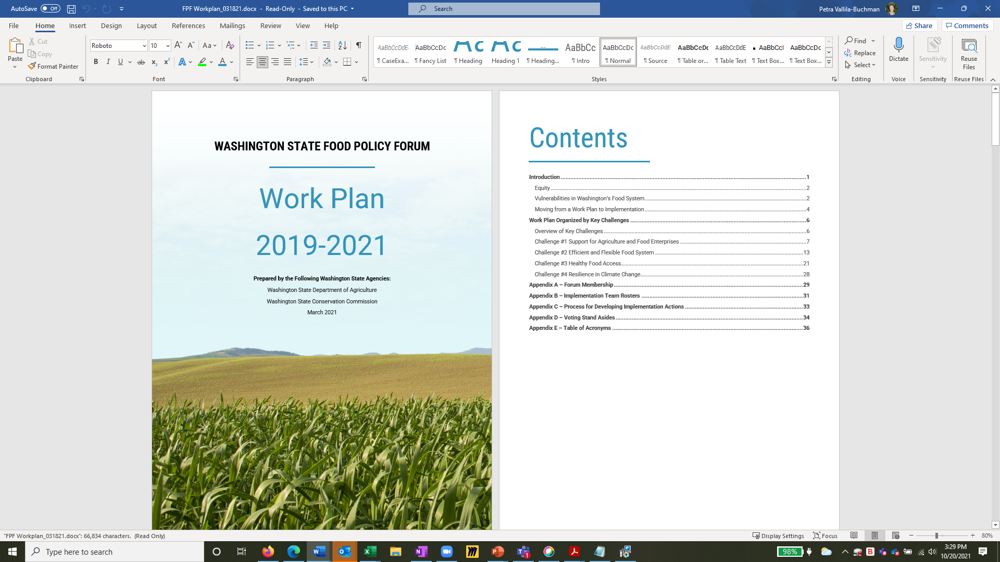 AutoSave Off FPF Workplan_031821.docx - Read-Only - Saved to this PC Search Petra Vallila-Buchman
File Home Insert Design Layout References Mailings Review View Help Share Comments
Paste
Cut
Copy
Format Painter
Clipboard
Roboto 10
Font
Paragraph
AaBbCcDdE AaBbCcDc AaBbCc AaBbCcDc AaBbCcDdE AaBbCcDc AaBbCcDdE AaBbCcI AaBbCcDc
¶ CaseExa... ¶ Fancy List ¶ Heading Heading 1 ¶ Heading... ¶ Intro ¶ Normal ¶ Source ¶ Table or... ¶ Table Text ¶ Text Box... ¶ Text Box...
Styles
Find
Replace
Select
Editing
Dictate
Voice
Sensitivity
Sensitivity
Reuse
Files
Reuse Files
WASHINGTON STATE FOOD POLICY FORUM
Work Plan
2019-2021
Prepared by the Following Washington State Agencies:
Washington State Department of Agriculture
Washington State Conservation Commission
March 2021
Contents
Introduction 1
Equity 2
Vulnerabilities in Washington's Food System 2
Moving from a Work Plan to Implementation 4
Work Plan Organized by Key Challenges 6
Overview of Key Challenges 6
Challenge #1 Support for Agriculture and Food Enterprises 7
Challenge #2 Efficient and Flexible Food System 13
Challenge #3 Healthy Food Access 21
Challenge #4 Resilience in Climate Change 28
Appendix A – Forum Membership 29
Appendix B – Implementation Team Rosters 31
Appendix C – Process for Developing Implementation Actions 33
Appendix D – Voting Stand Asides 34
Appendix E – Table of Acronyms 36
"FPF Workplan_031821.docx": 66,834 characters. (Read Only) Display Settings Focus 80%
Type here to search 98% 3:29 PM
10/20/2021